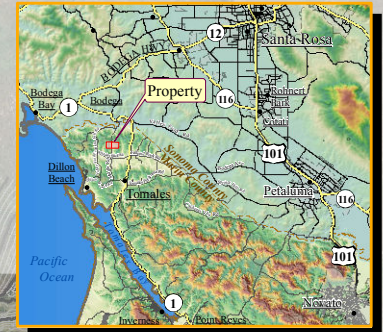 12
Santa Rosa
BODEGA HWY
Bodega
Bay
1
Bodega
Property
116
Rohnert
Park
Cotati
101
Sonoma County
Marin County
Dillon
Beach
Tomales
Petaluma
116
Tomales Bay
101
Pacific
Ocean
Novato
1
Inverness
Point Reyes